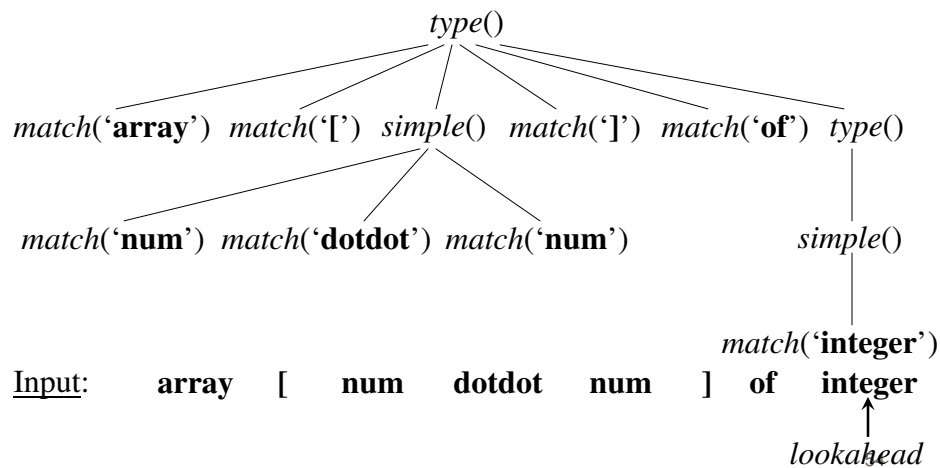 type()
match(‘array’) match(‘[’) simple() match(‘]’) match(‘of’) type()
match(‘num’) match(‘dotdot’) match(‘num’) simple()
match(‘integer’)
Input: array [ num dotdot num ] of integer
lookahead